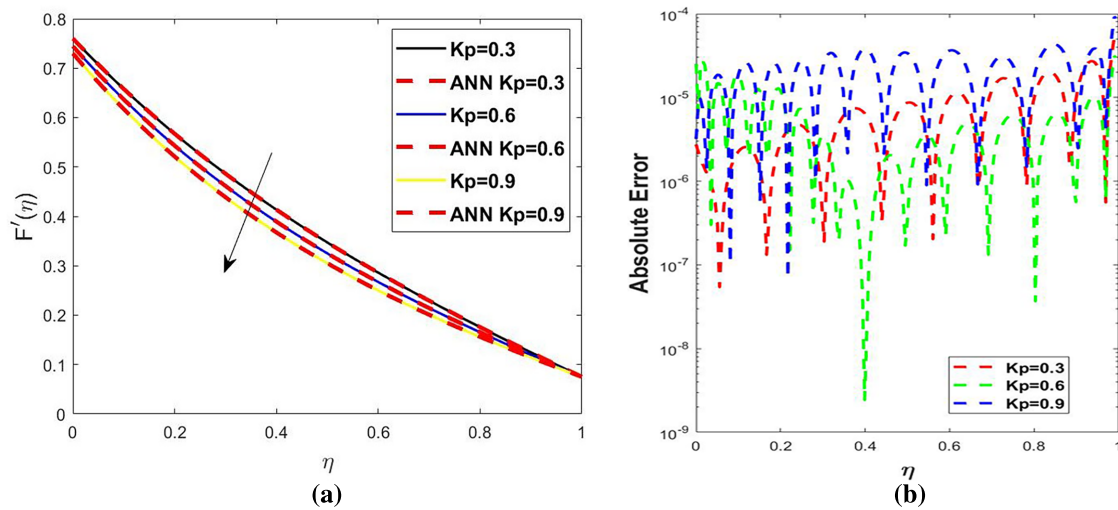 0.8
0.7
0.6
0.5
0.4
0.3
0.2
0.1
0
F′(η)
0
0.2
0.4
0.6
0.8
1
η
Kp=0.3
ANN Kp=0.3
Kp=0.6
ANN Kp=0.6
Kp=0.9
ANN Kp=0.9
(a)
10⁻⁴
10⁻⁵
10⁻⁶
10⁻⁷
10⁻⁸
10⁻⁹
Absolute Error
0
0.2
0.4
0.6
0.8
1
η
Kp=0.3
Kp=0.6
Kp=0.9
(b)